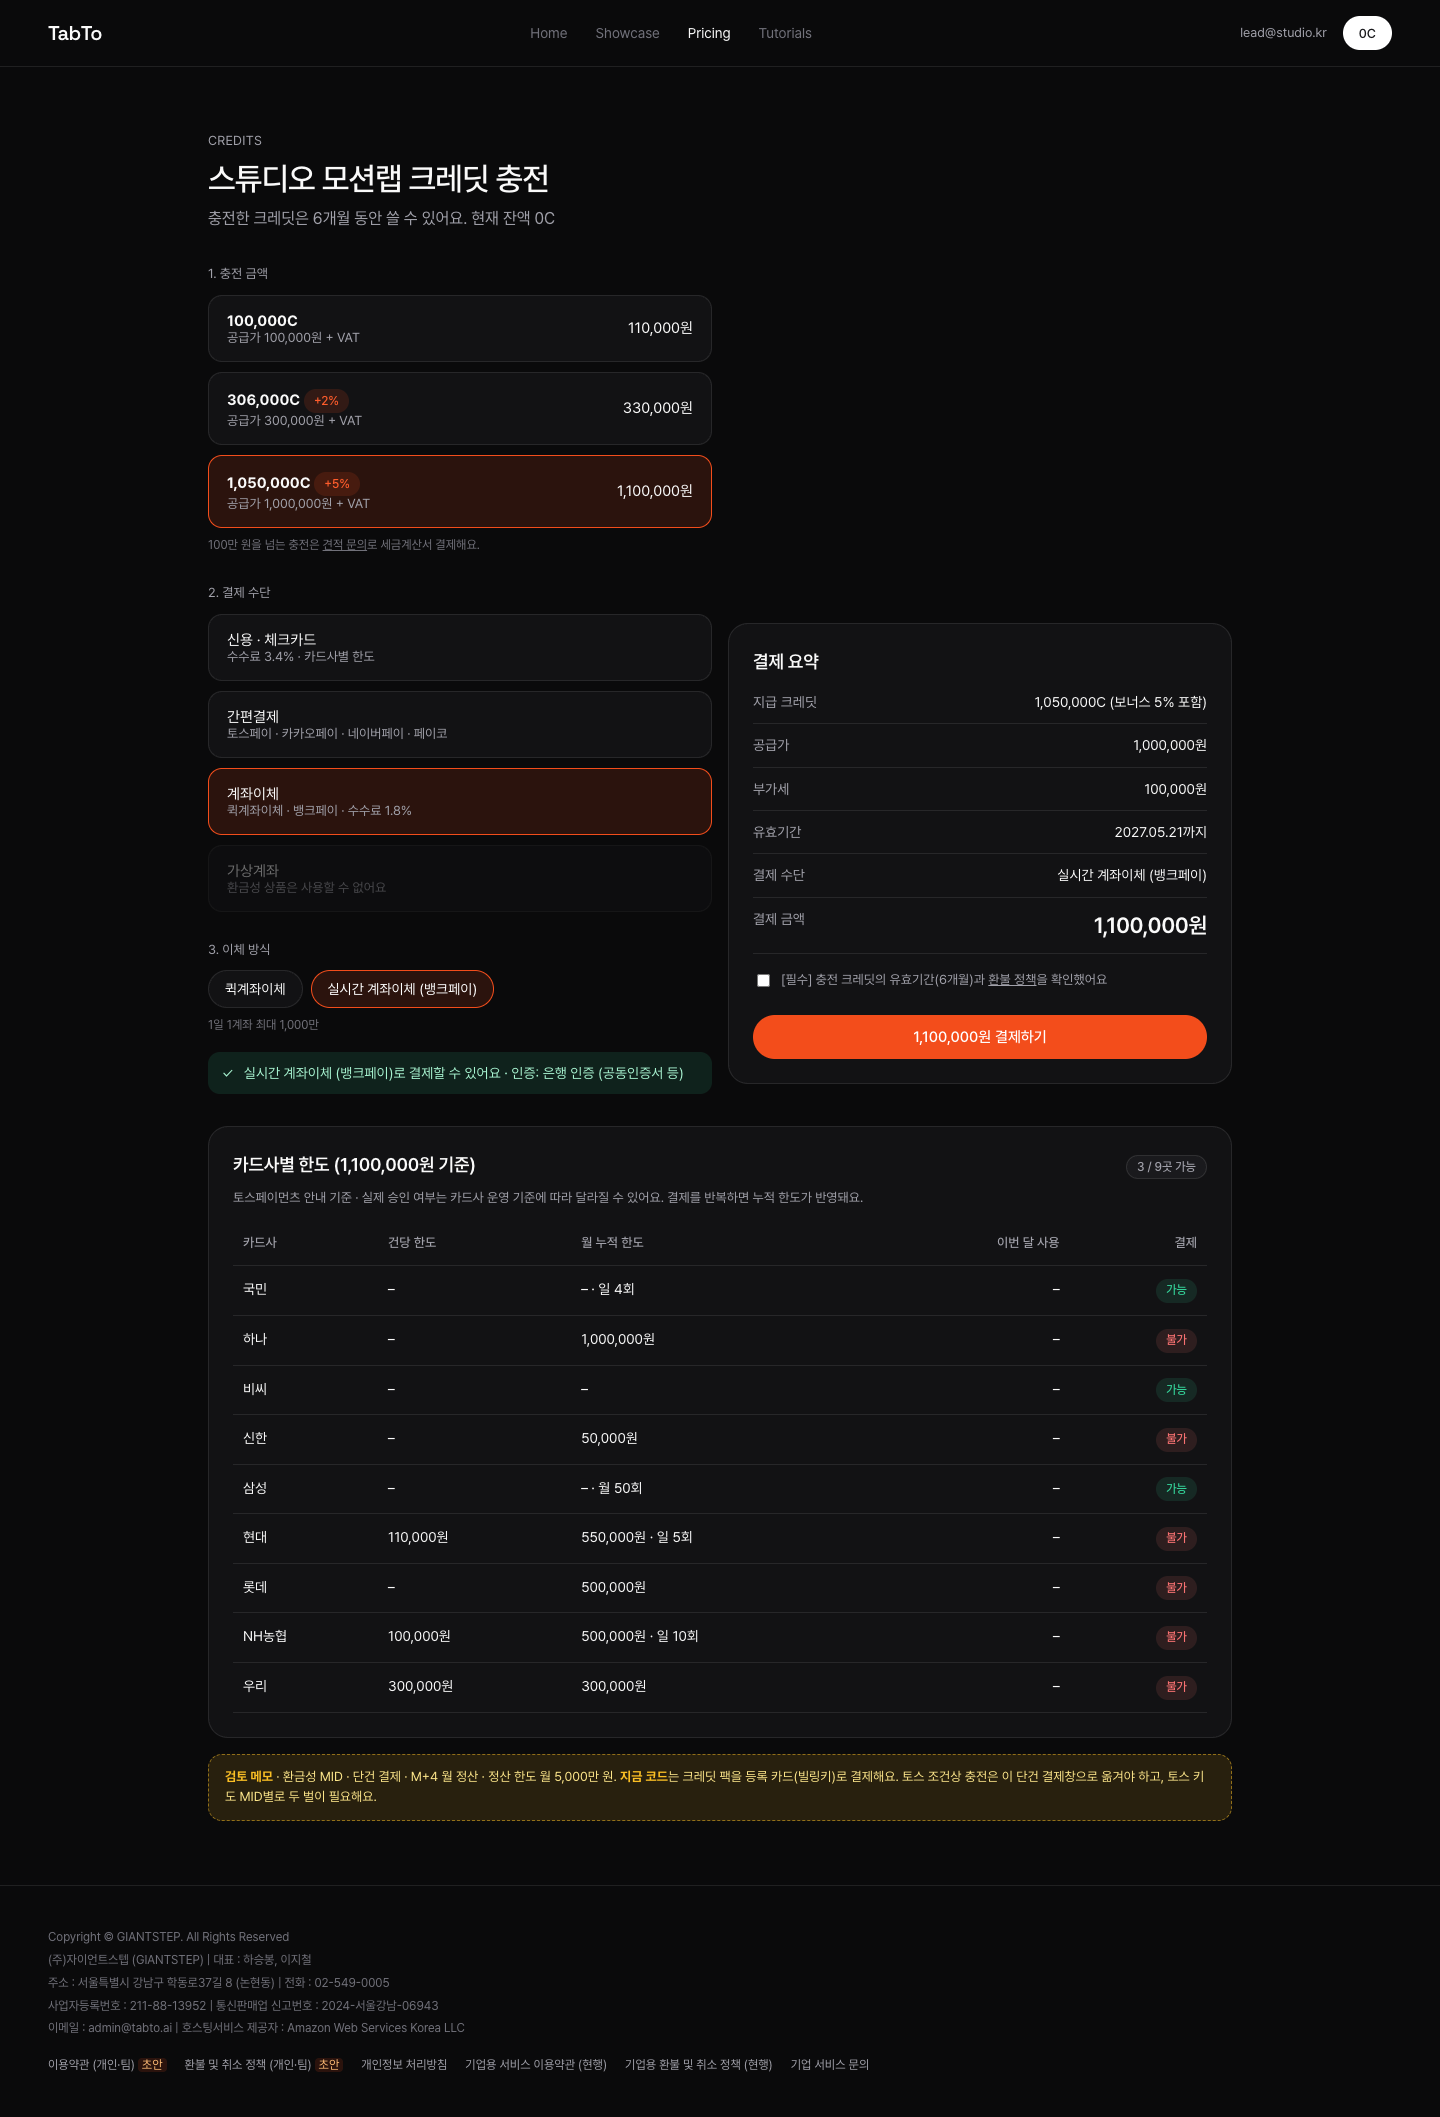 TabTo
Home Showcase Pricing Tutorials
lead@studio.kr 0C
CREDITS
스튜디오 모션랩 크레딧 충전
충전한 크레딧은 6개월 동안 쓸 수 있어요. 현재 잔액 0C
1. 충전 금액
100,000C
공급가 100,000원 + VAT
110,000원
306,000C +2%
공급가 300,000원 + VAT
330,000원
1,050,000C +5%
공급가 1,000,000원 + VAT
1,100,000원
100만 원을 넘는 충전은 견적 문의로 세금계산서 결제해요.
2. 결제 수단
신용 · 체크카드
수수료 3.4% · 카드사별 한도
간편결제
토스페이 · 카카오페이 · 네이버페이 · 페이코
계좌이체
퀵계좌이체 · 뱅크페이 · 수수료 1.8%
가상계좌
환금성 상품은 사용할 수 없어요
3. 이체 방식
퀵계좌이체 실시간 계좌이체 (뱅크페이)
1일 1계좌 최대 1,000만
✓ 실시간 계좌이체 (뱅크페이)로 결제할 수 있어요 · 인증: 은행 인증 (공동인증서 등)
결제 요약
지급 크레딧 1,050,000C (보너스 5% 포함)
공급가 1,000,000원
부가세 100,000원
유효기간 2027.05.21까지
결제 수단 실시간 계좌이체 (뱅크페이)
결제 금액 1,100,000원
[필수] 충전 크레딧의 유효기간(6개월)과 환불 정책을 확인했어요
1,100,000원 결제하기
카드사별 한도 (1,100,000원 기준)
3 / 9곳 가능
토스페이먼츠 안내 기준 · 실제 승인 여부는 카드사 운영 기준에 따라 달라질 수 있어요. 결제를 반복하면 누적 한도가 반영돼요.
카드사 건당 한도 월 누적 한도 이번 달 사용 결제
국민 – – · 일 4회 – 가능
하나 – 1,000,000원 – 불가
비씨 – – – 가능
신한 – 50,000원 – 불가
삼성 – – · 월 50회 – 가능
현대 110,000원 550,000원 · 일 5회 – 불가
롯데 – 500,000원 – 불가
NH농협 100,000원 500,000원 · 일 10회 – 불가
우리 300,000원 300,000원 – 불가
검토 메모 · 환금성 MID · 단건 결제 · M+4 월 정산 · 정산 한도 월 5,000만 원. 지금 코드는 크레딧 팩을 등록 카드(빌링키)로 결제해요. 토스 조건상 충전은 이 단건 결제창으로 옮겨야 하고, 토스 키
도 MID별로 두 벌이 필요해요.
Copyright © GIANTSTEP. All Rights Reserved
(주)자이언트스텝 (GIANTSTEP) | 대표 : 하승봉, 이지철
주소 : 서울특별시 강남구 학동로37길 8 (논현동) | 전화 : 02-549-0005
사업자등록번호 : 211-88-13952 | 통신판매업 신고번호 : 2024-서울강남-06943
이메일 : admin@tabto.ai | 호스팅서비스 제공자 : Amazon Web Services Korea LLC
이용약관 (개인·팀) 초안 환불 및 취소 정책 (개인·팀) 초안 개인정보 처리방침 기업용 서비스 이용약관 (현행) 기업용 환불 및 취소 정책 (현행) 기업 서비스 문의